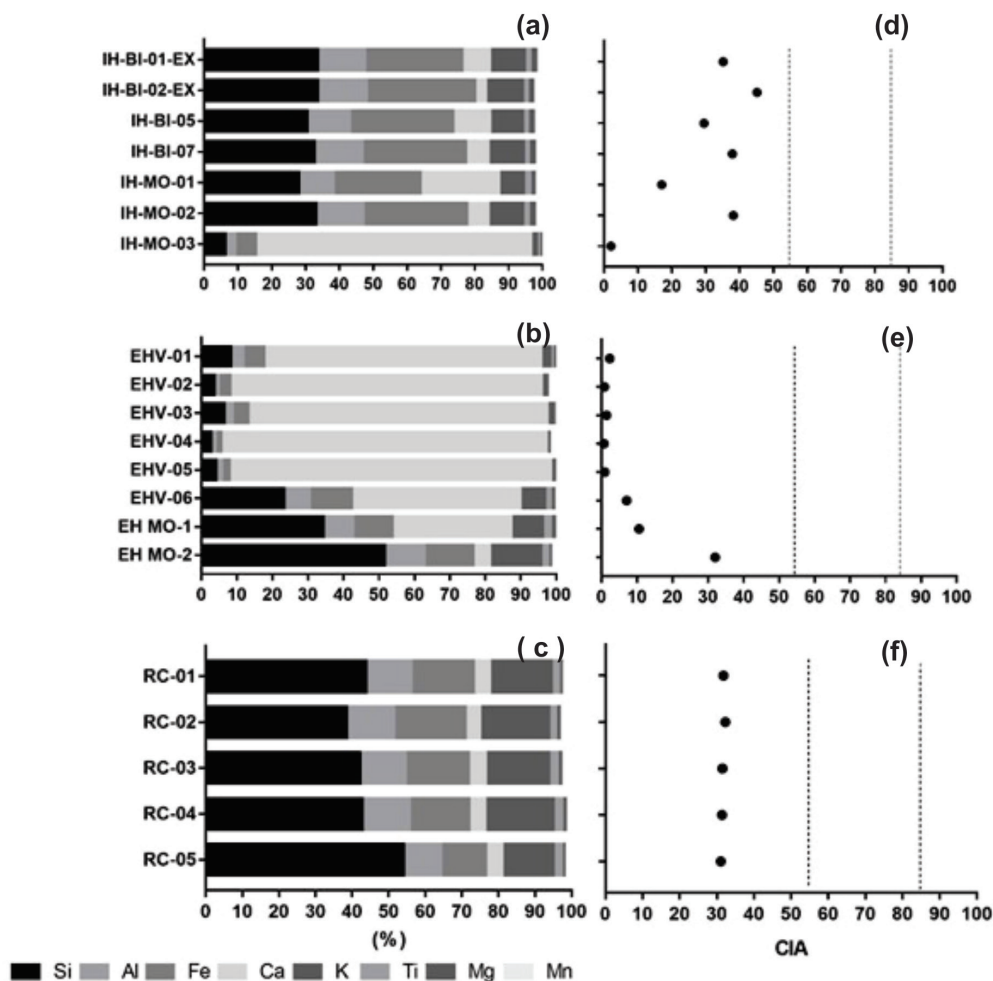 (a)
IH-BI-01-EX
IH-BI-02-EX
IH-BI-05
IH-BI-07
IH-MO-01
IH-MO-02
IH-MO-03
0 10 20 30 40 50 60 70 80 90 100
(d)
0 10 20 30 40 50 60 70 80 90 100
(b)
EHV-01
EHV-02
EHV-03
EHV-04
EHV-05
EHV-06
EH MO-1
EH MO-2
0 10 20 30 40 50 60 70 80 90 100
(e)
0 10 20 30 40 50 60 70 80 90 100
( c )
RC-01
RC-02
RC-03
RC-04
RC-05
0 10 20 30 40 50 60 70 80 90 100
(%)
(f)
0 10 20 30 40 50 60 70 80 90 100
CIA
Si Al Fe Ca K Ti Mg Mn